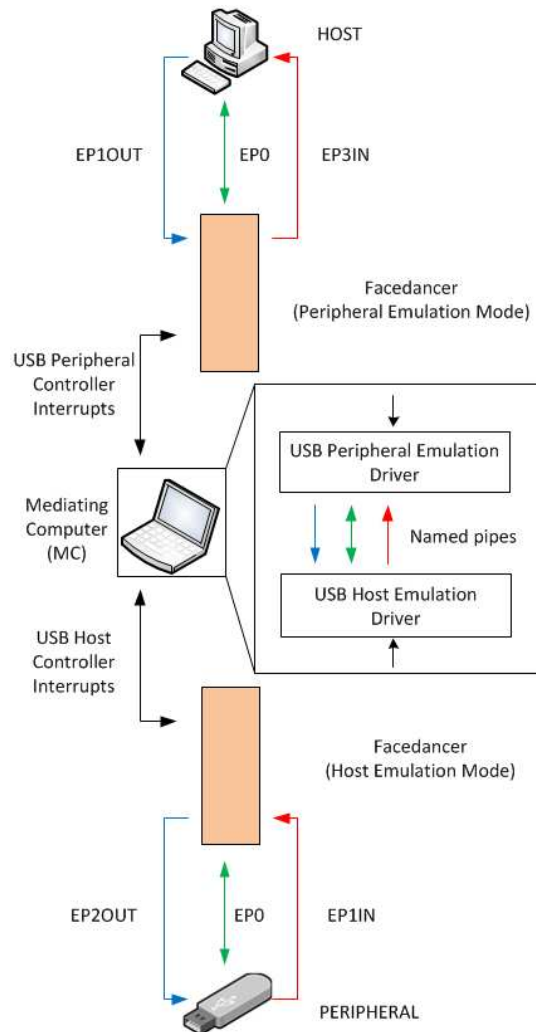 HOST
EP1OUT
EP0
EP3IN
Facedancer
(Peripheral Emulation Mode)
USB Peripheral
Controller
Interrupts
USB Peripheral Emulation
Driver
Mediating
Computer
(MC)
Named pipes
USB Host Emulation
Driver
USB Host
Controller
Interrupts
Facedancer
(Host Emulation Mode)
EP2OUT
EP0
EP1IN
PERIPHERAL